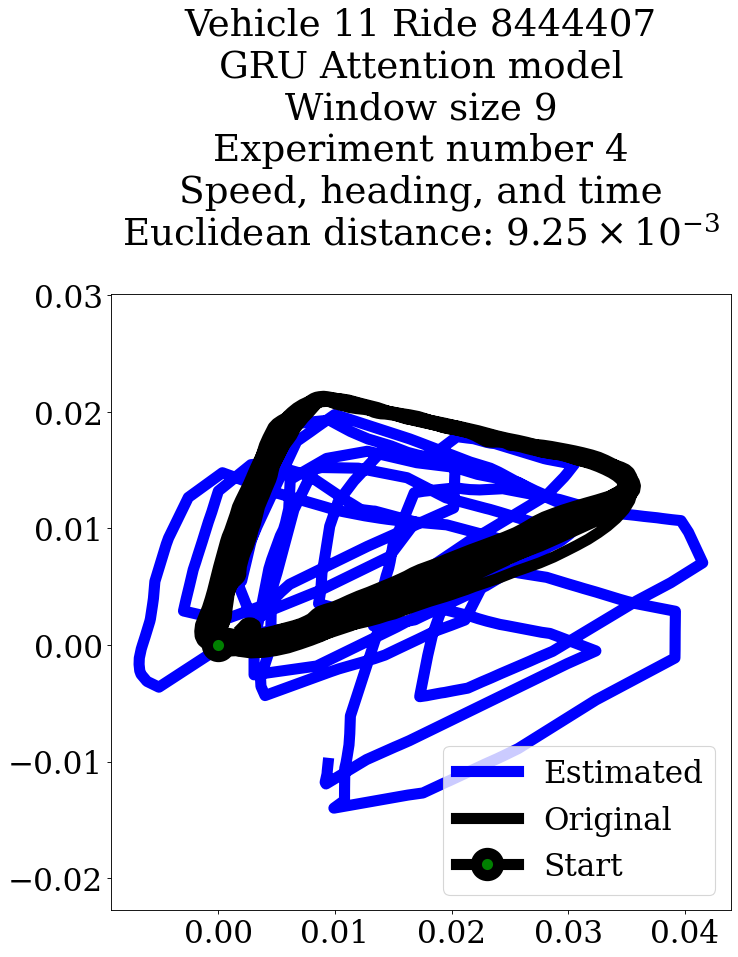 Vehicle 11 Ride 8444407
GRU Attention model
Window size 9
Experiment number 4
Speed, heading, and time
Euclidean distance: 9.25 × 10⁻³
0.03
0.02
0.01
0.00
−0.01
−0.02
Estimated
Original
Start
0.00 0.01 0.02 0.03 0.04